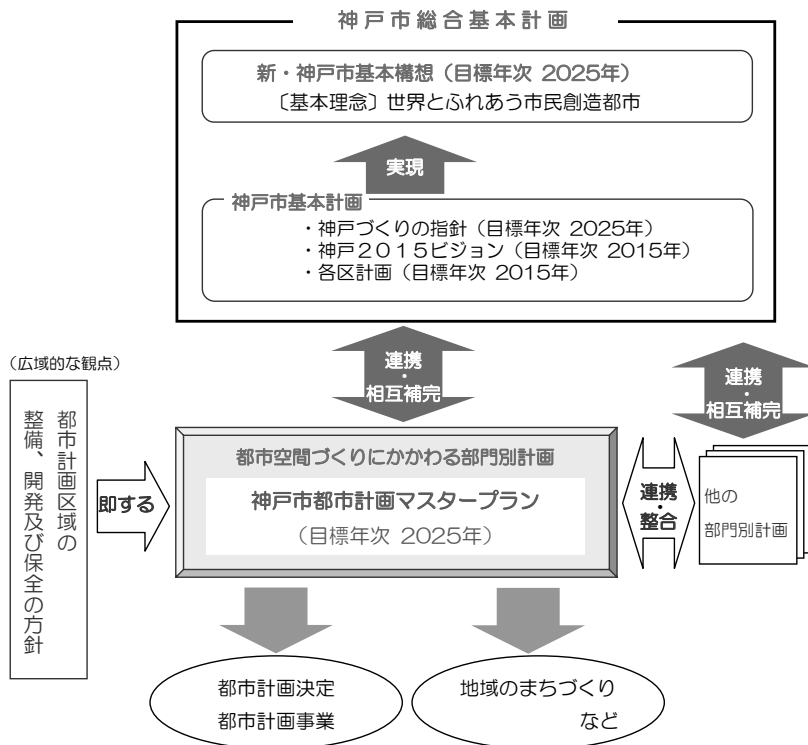 神戸市総合基本計画
新・神戸市基本構想（目標年次 2025年）
〔基本理念〕世界とふれあう市民創造都市
実現
神戸市基本計画
・神戸づくりの指針（目標年次 2025年）
・神戸２０１５ビジョン（目標年次 2015年）
・各区計画（目標年次 2015年）
連携
・
相互補完
連携
・
相互補完
（広域的な観点）
都市計画区域の
整備、開発及び保全の方針
即する
都市空間づくりにかかわる部門別計画
神戸市都市計画マスタープラン
（目標年次 2025年）
連携
・
整合
他の
部門別計画
都市計画決定
都市計画事業
地域のまちづくり
など